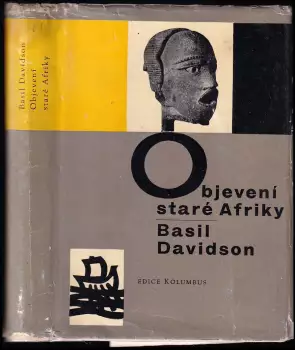 Basil Davidson
Objevení
staré Afriky
Objevení
staré Afriky
Basil
Davidson
EDICE KOLUMBUS